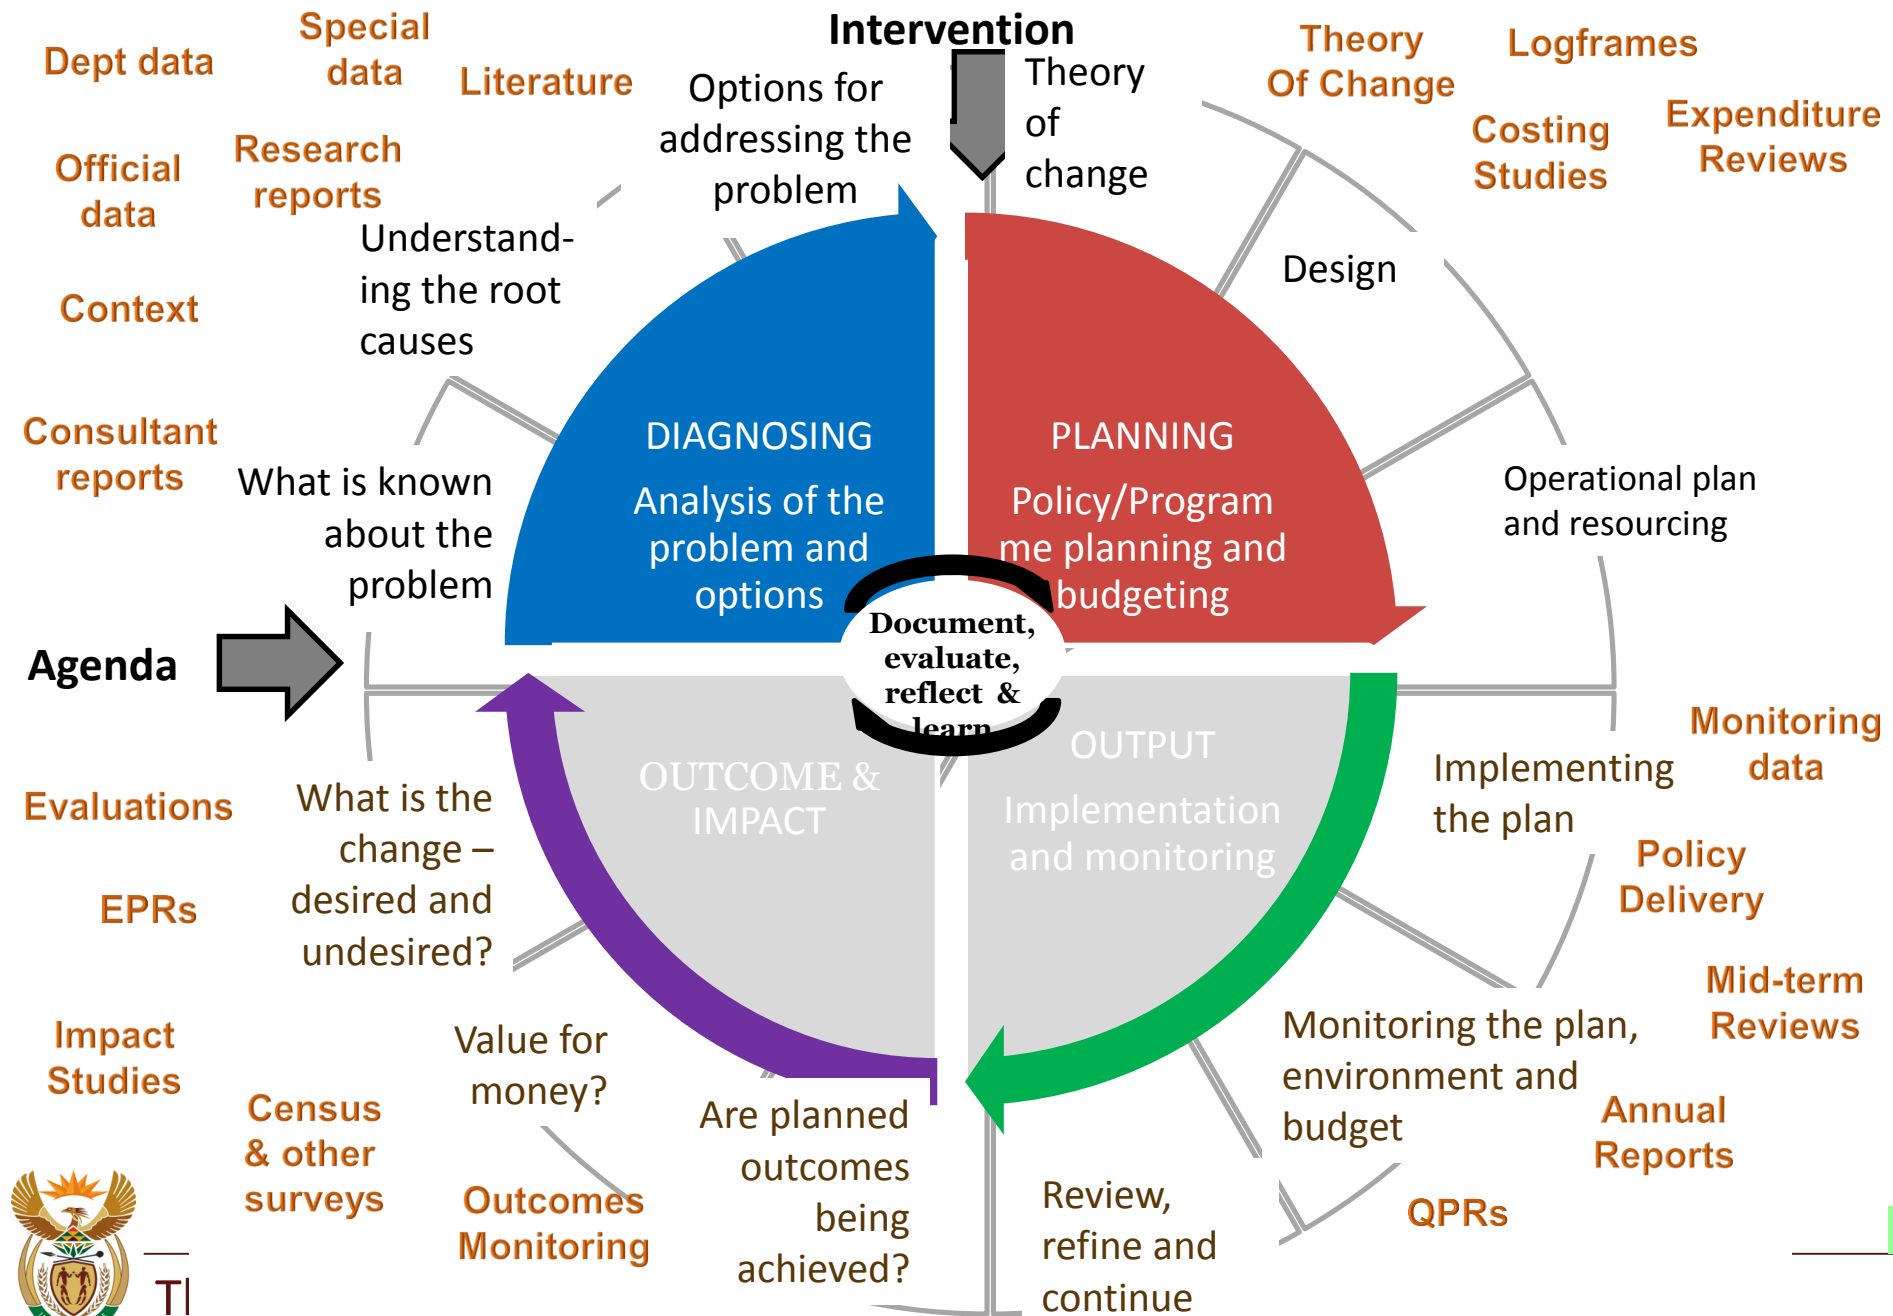 Intervention
Dept data
Special
data
Literature
Official
data
Research
reports
Context
Consultant
reports
Options for
addressing the
problem
Theory
of
change
Theory
Of Change
Logframes
Costing
Studies
Expenditure
Reviews
Understand-
ing the root
causes
Design
What is known
about the
problem
Operational plan
and resourcing
DIAGNOSING
Analysis of the
problem and
options
PLANNING
Policy/Program
me planning and
budgeting
Agenda
Document,
evaluate,
reflect &
learn
OUTCOME &
IMPACT
OUTPUT
Implementation
and monitoring
Evaluations
EPRs
Impact
Studies
Census
& other
surveys
Outcomes
Monitoring
What is the
change –
desired and
undesired?
Value for
money?
Are planned
outcomes
being
achieved?
Review,
refine and
continue
Monitoring the plan,
environment and
budget
Implementing
the plan
Monitoring
data
Policy
Delivery
Mid-term
Reviews
Annual
Reports
QPRs